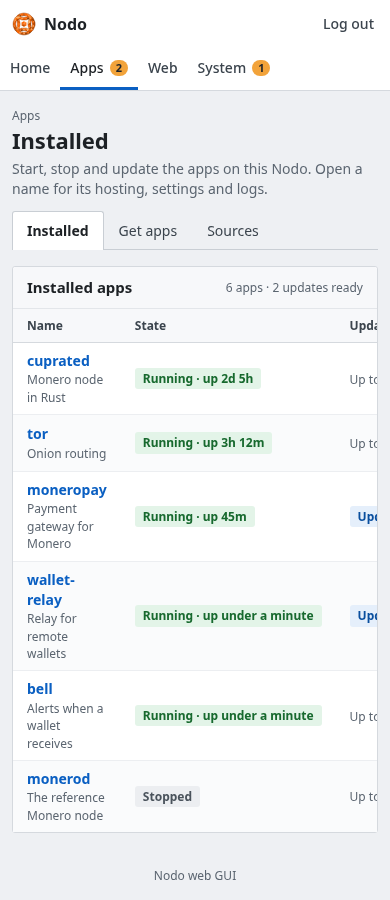 Nodo
Log out
Home
Apps 2
Web
System 1
Apps
Installed
Start, stop and update the apps on this Nodo. Open a
name for its hosting, settings and logs.
Installed
Get apps
Sources
Installed apps
6 apps · 2 updates ready
Name
State
cuprated
Monero node
in Rust
Running · up 2d 5h
tor
Onion routing
Running · up 3h 12m
moneropay
Payment
gateway for
Monero
Running · up 45m
wallet-
relay
Relay for
remote
wallets
Running · up under a minute
bell
Alerts when a
wallet
receives
Running · up under a minute
monerod
The reference
Monero node
Stopped
Nodo web GUI